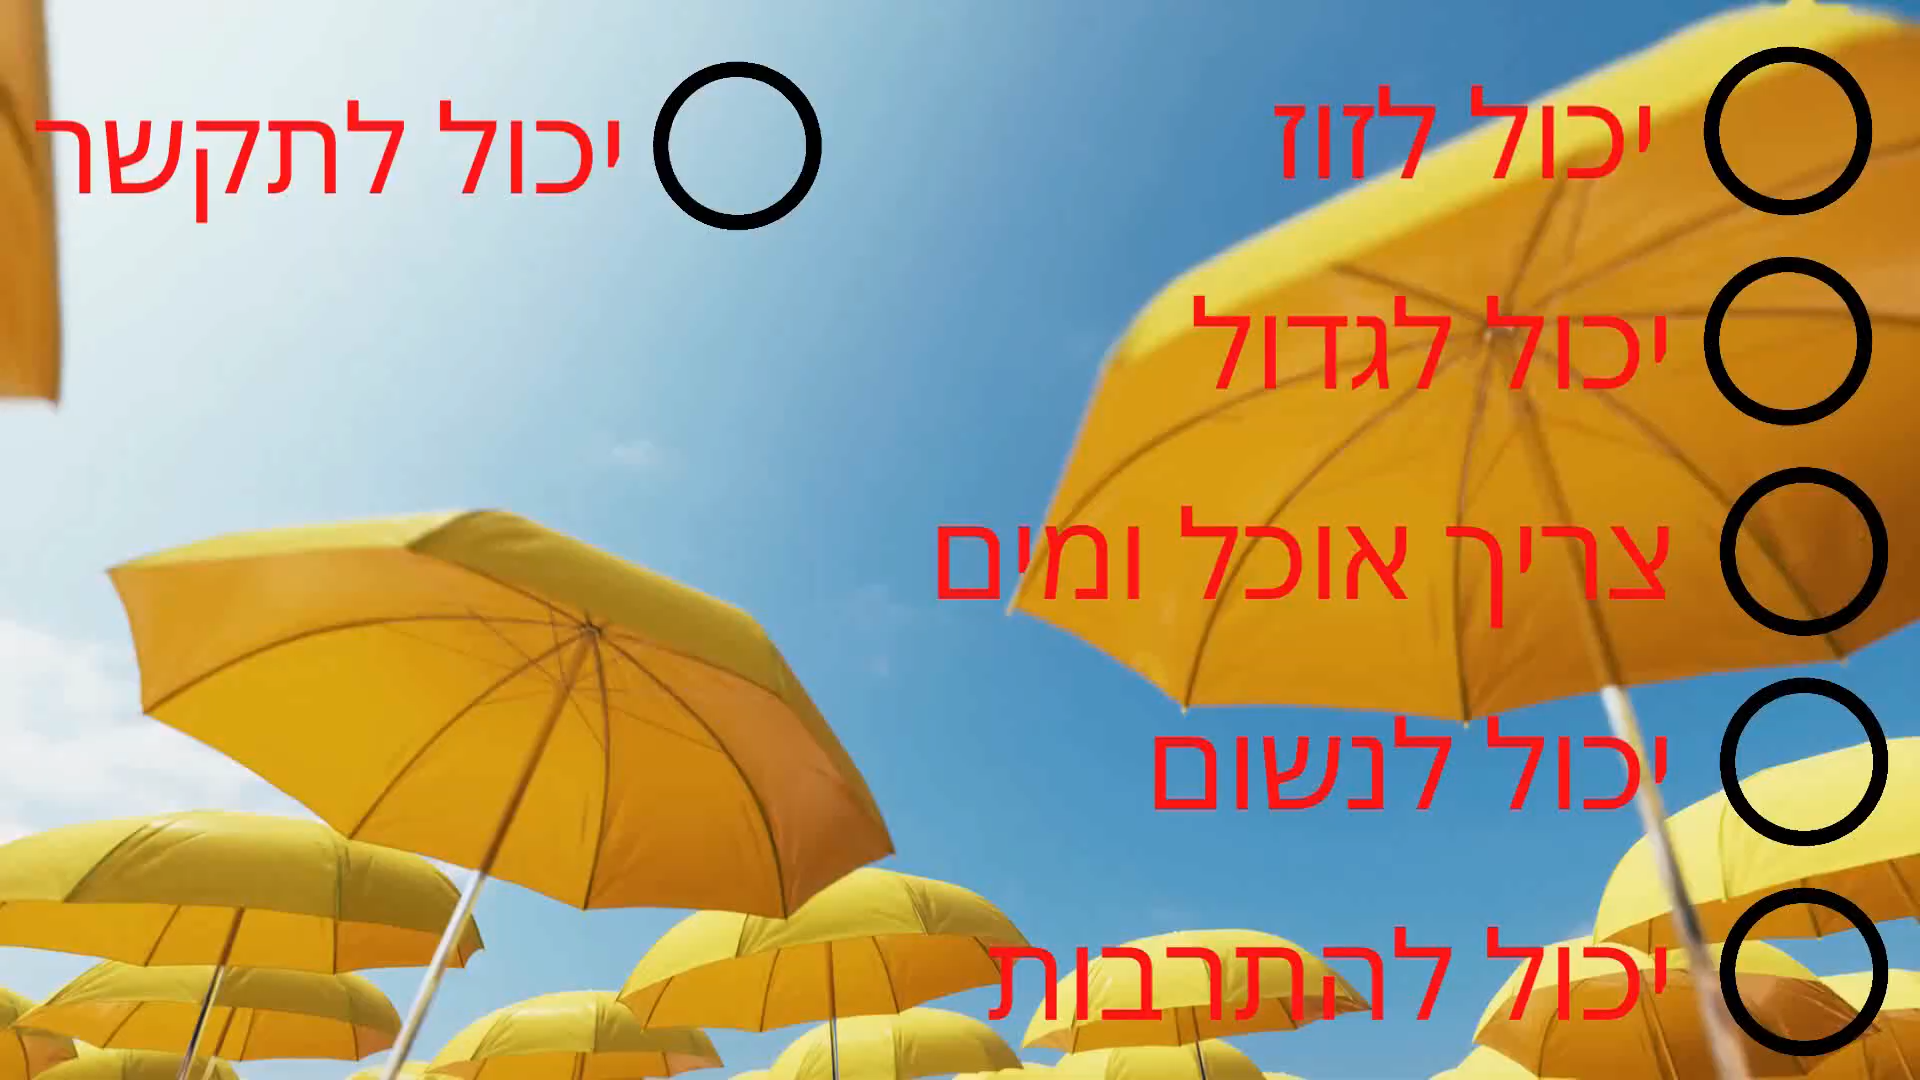 יכול לזוז
יכול לגדול
צריך אוכל ומים
יכול לנשום
יכול להתרבות
יכול לתקשר